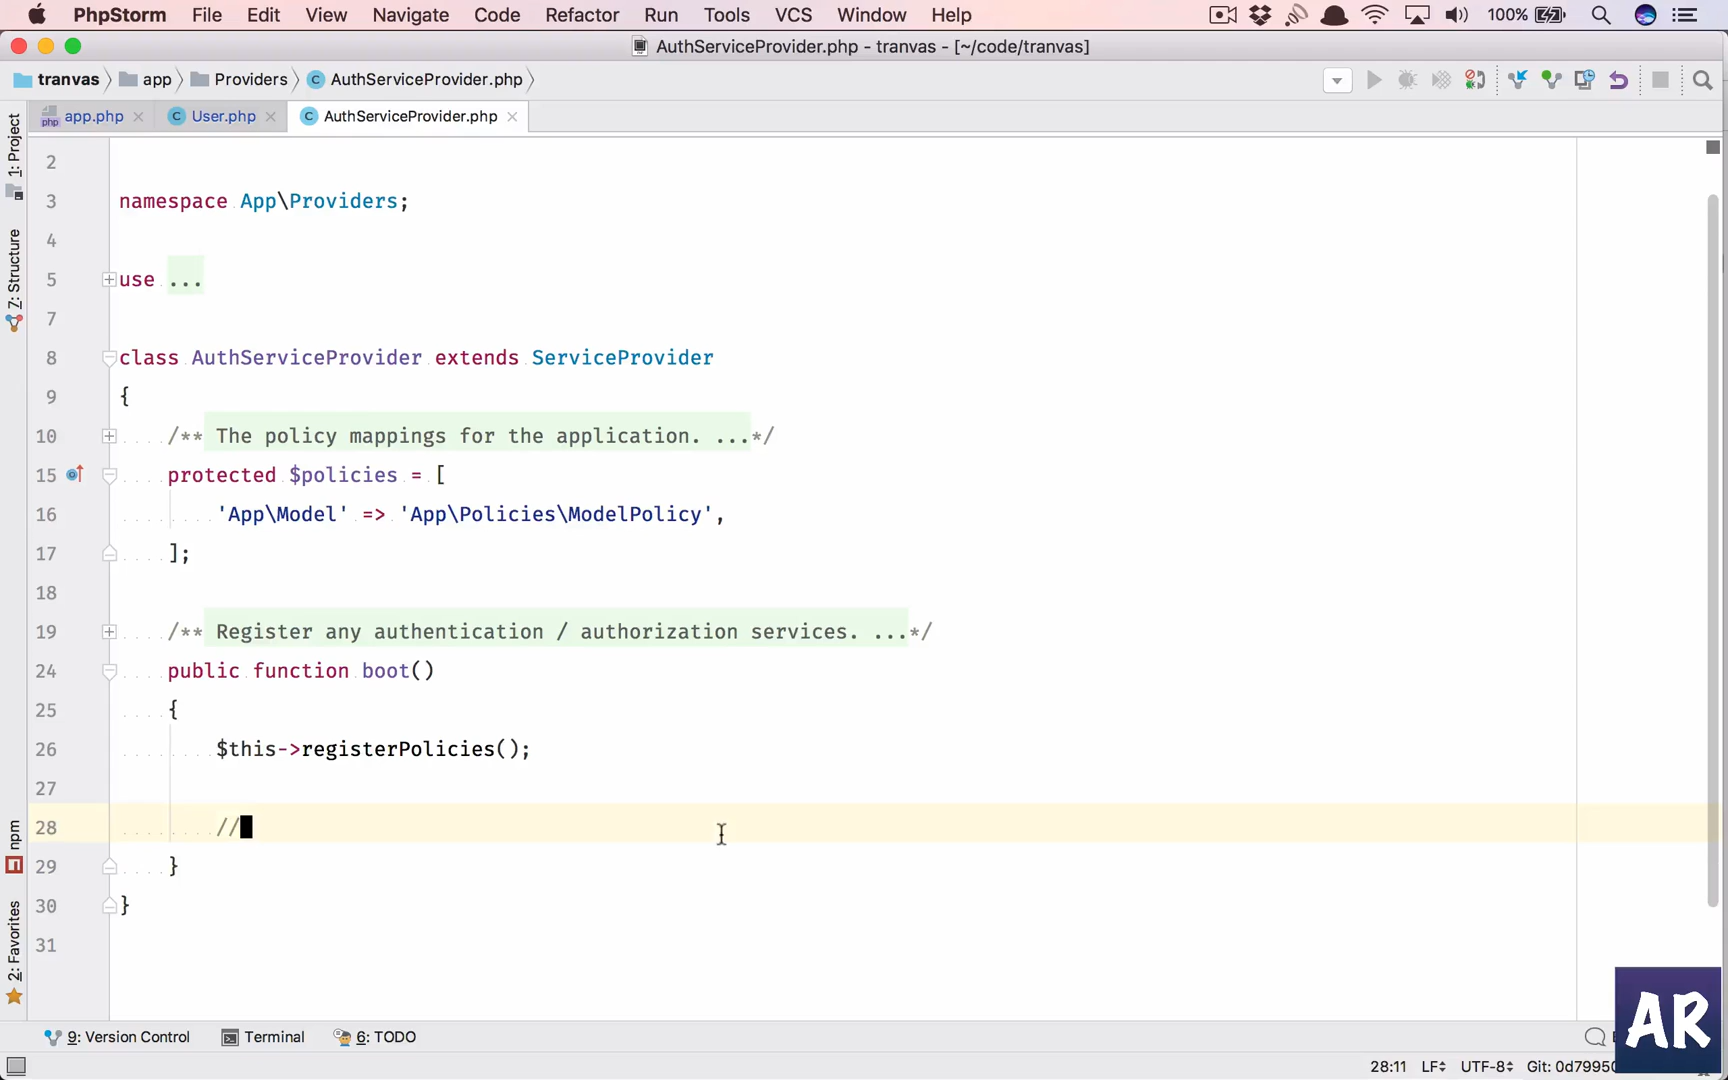 PhpStorm File Edit View Navigate Code Refactor Run Tools VCS Window Help 100%
AuthServiceProvider.php - tranvas - [~/code/tranvas]
tranvas app Providers AuthServiceProvider.php
app.php User.php AuthServiceProvider.php
1: Project
7: Structure
npm
2: Favorites
2
3 namespace App\Providers;
4
5 use ...
7
8 class AuthServiceProvider extends ServiceProvider
9 {
10 /** The policy mappings for the application. ...*/
15 protected $policies = [
16 'App\Model' => 'App\Policies\ModelPolicy',
17 ];
18
19 /** Register any authentication / authorization services. ...*/
24 public function boot()
25 {
26 $this->registerPolicies();
27
28 //
29 }
30 }
31
9: Version Control Terminal 6: TODO
28:11 LF UTF-8 Git: 0d7995
AR